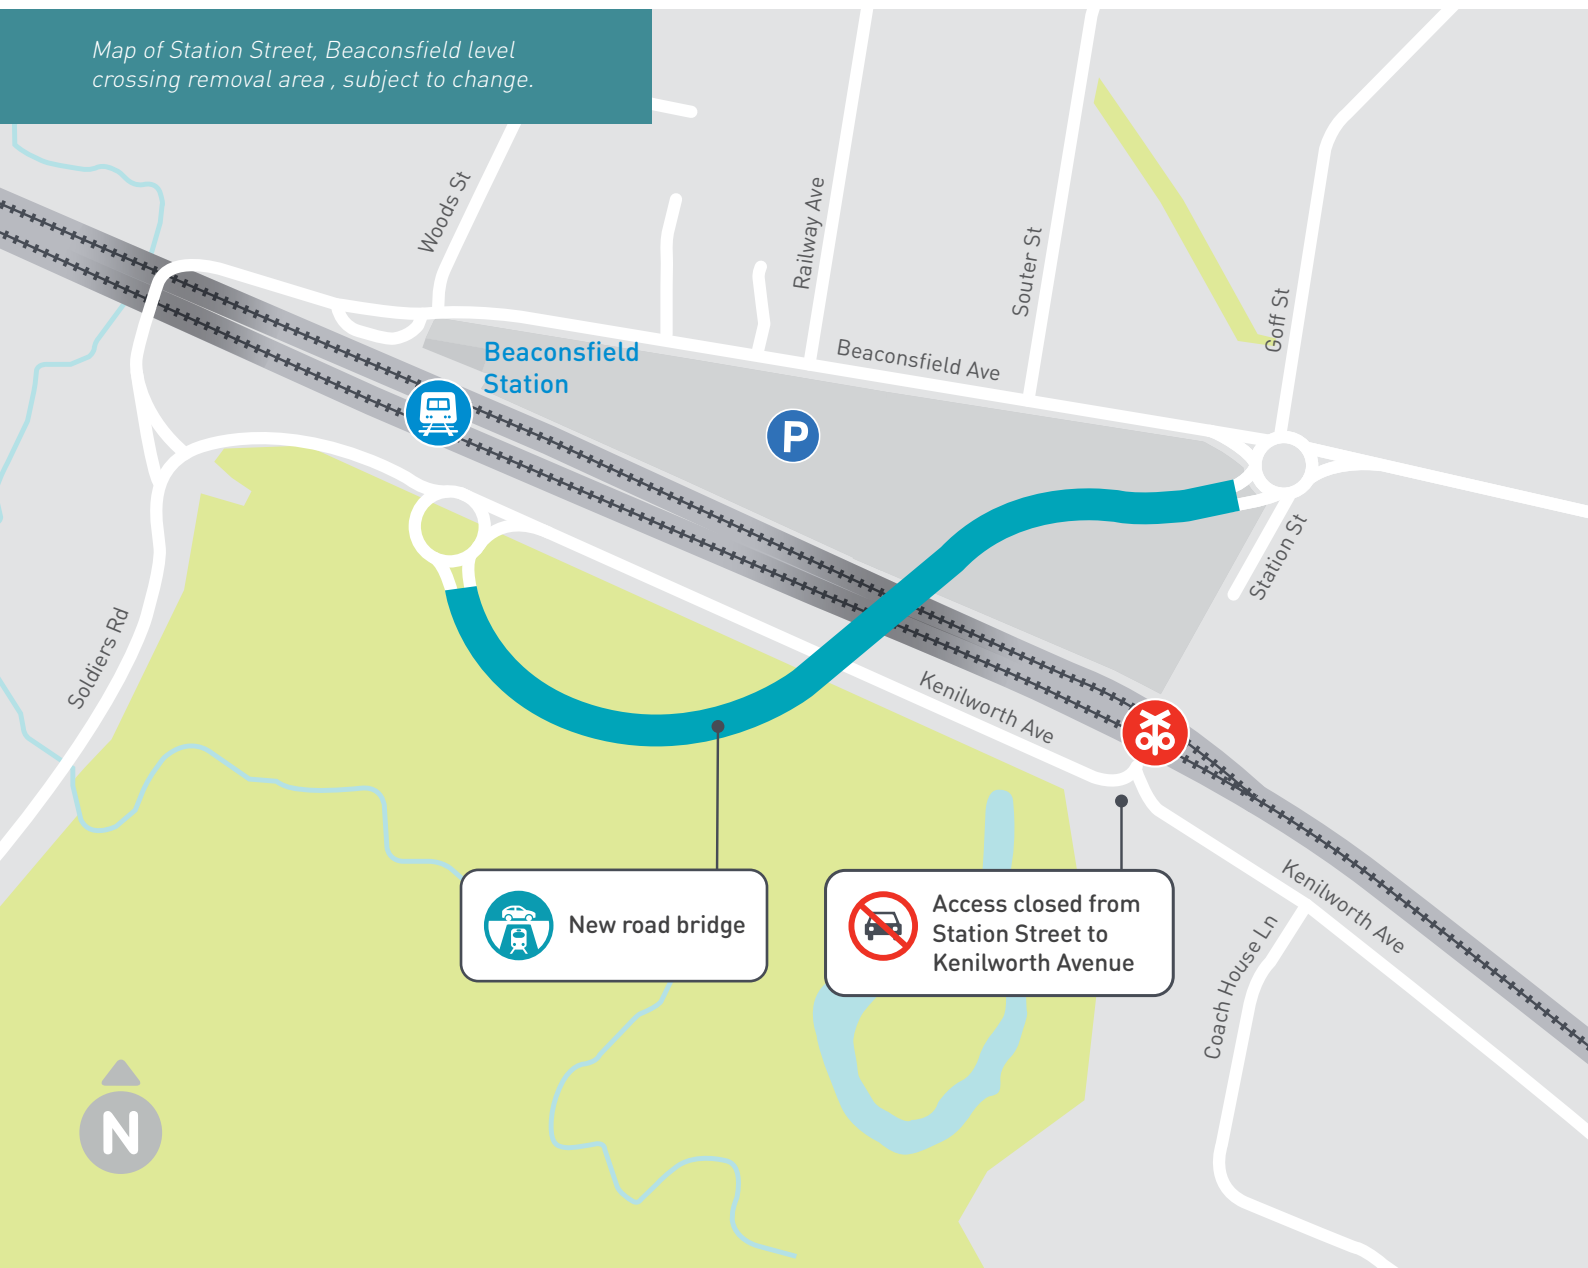 Map of Station Street, Beaconsfield level
crossing removal area , subject to change.
Woods St
Railway Ave
Souter St
Goff St
Beaconsfield
Station
Beaconsfield Ave
P
Station St
Soldiers Rd
Kenilworth Ave
New road bridge
Access closed from
Station Street to
Kenilworth Avenue
Kenilworth Ave
Coach House Ln
N